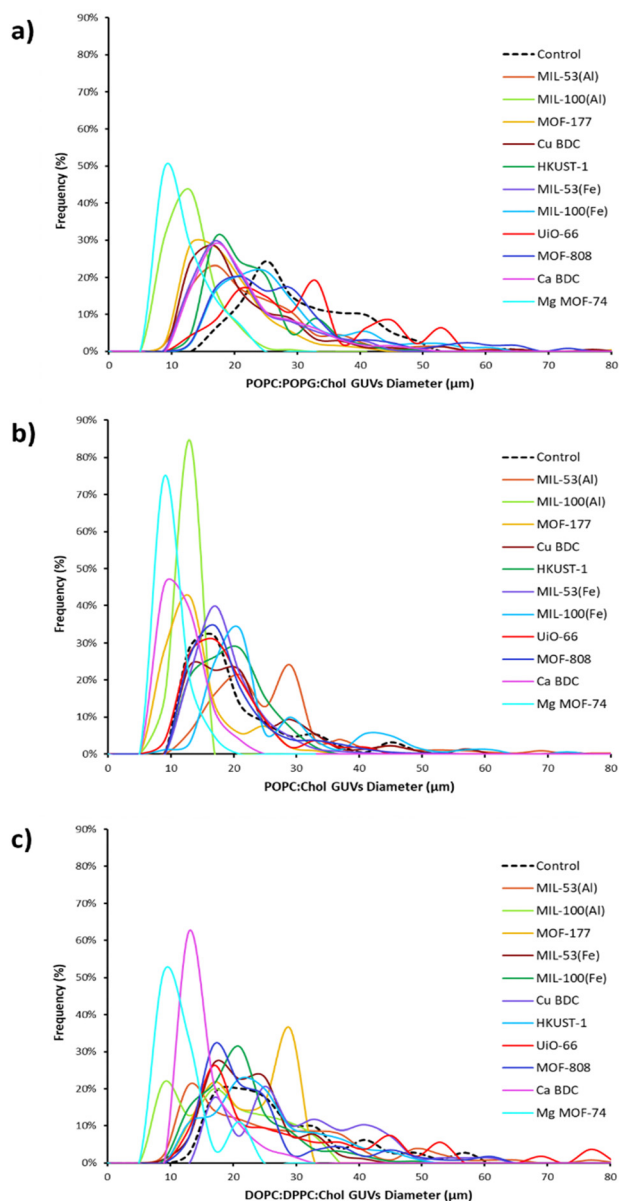 a)
90%
80%
70%
60%
50%
40%
30%
20%
10%
0%
Frequency (%)
0 10 20 30 40 50 60 70 80
POPC:POPG:Chol GUVs Diameter (µm)
Control
MIL-53(Al)
MIL-100(Al)
MOF-177
Cu BDC
HKUST-1
MIL-53(Fe)
MIL-100(Fe)
UiO-66
MOF-808
Ca BDC
Mg MOF-74
b)
90%
80%
70%
60%
50%
40%
30%
20%
10%
0%
Frequency (%)
0 10 20 30 40 50 60 70 80
POPC:Chol GUVs Diameter (µm)
Control
MIL-53(Al)
MIL-100(Al)
MOF-177
Cu BDC
HKUST-1
MIL-53(Fe)
MIL-100(Fe)
UiO-66
MOF-808
Ca BDC
Mg MOF-74
c)
90%
80%
70%
60%
50%
40%
30%
20%
10%
0%
Frequency (%)
0 10 20 30 40 50 60 70 80
DOPC:DPPC:Chol GUVs Diameter (µm)
Control
MIL-53(Al)
MIL-100(Al)
MOF-177
MIL-53(Fe)
MIL-100(Fe)
Cu BDC
HKUST-1
UiO-66
MOF-808
Ca BDC
Mg MOF-74